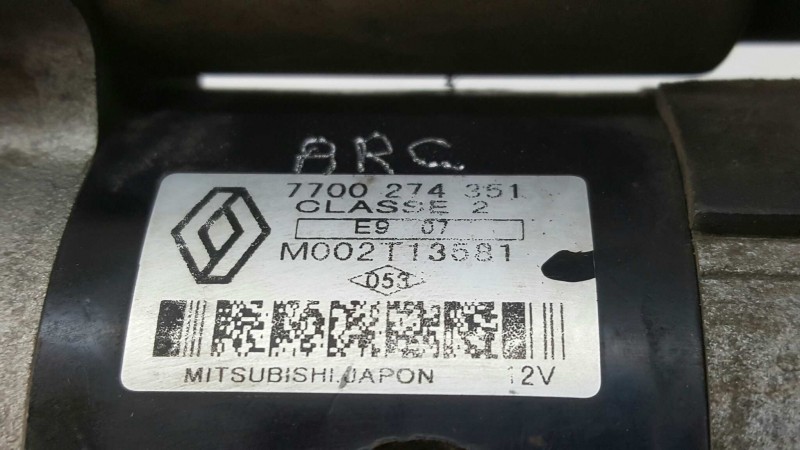 ARC
7700 274 351
CLASSE 2
E9 07
M002T13581
053
MITSUBISHI.JAPON 12V